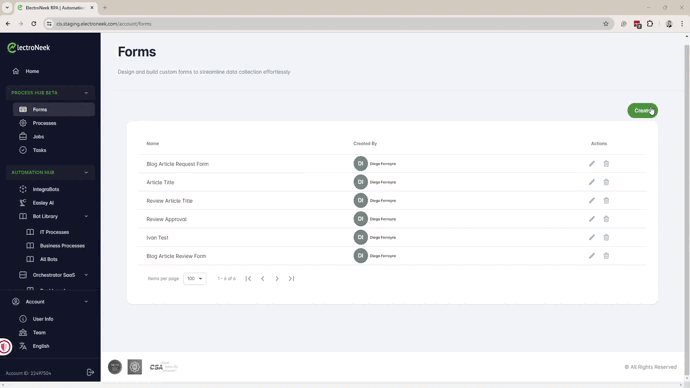 ElectroNeek RPA | Automation
co.staging.electroneek.com/account/forms
ElectroNeek
Home
PROCESS HUB BETA
Forms
Processes
Jobs
Tasks
AUTOMATION HUB
IntegroBots
Easley AI
Bot Library
IT Processes
Business Processes
All Bots
Orchestrator SaaS
Account
User Info
Team
English
Account ID: 22497504
Forms
Design and build custom forms to streamline data collection effortlessly
Name Created By Actions
Blog Article Request Form DI Diego Ferreyra
Article Title DI Diego Ferreyra
Review Article Title DI Diego Ferreyra
Review Approval DI Diego Ferreyra
Ivan Test DI Diego Ferreyra
Blog Article Review Form DI Diego Ferreyra
Items per page: 100 1 - 6 of 6
CSA
© All Rights Reserved